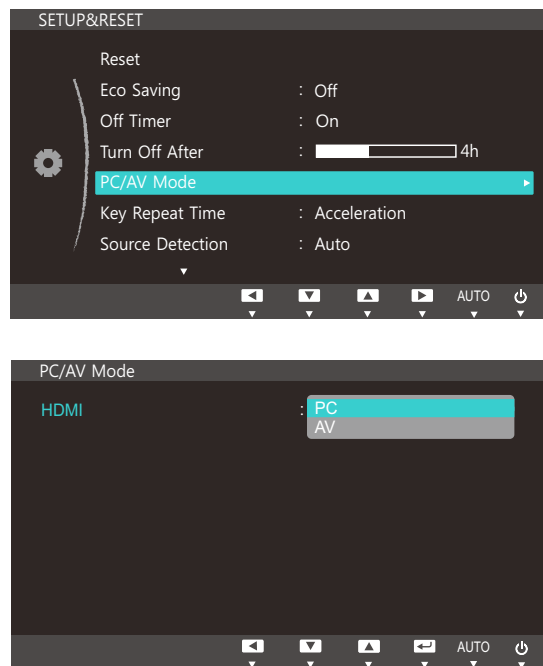 SETUP&RESET
Reset
Eco Saving : Off
Off Timer : On
Turn Off After : 4h
PC/AV Mode
Key Repeat Time : Acceleration
Source Detection : Auto
AUTO
PC/AV Mode
HDMI : PC
AV
AUTO